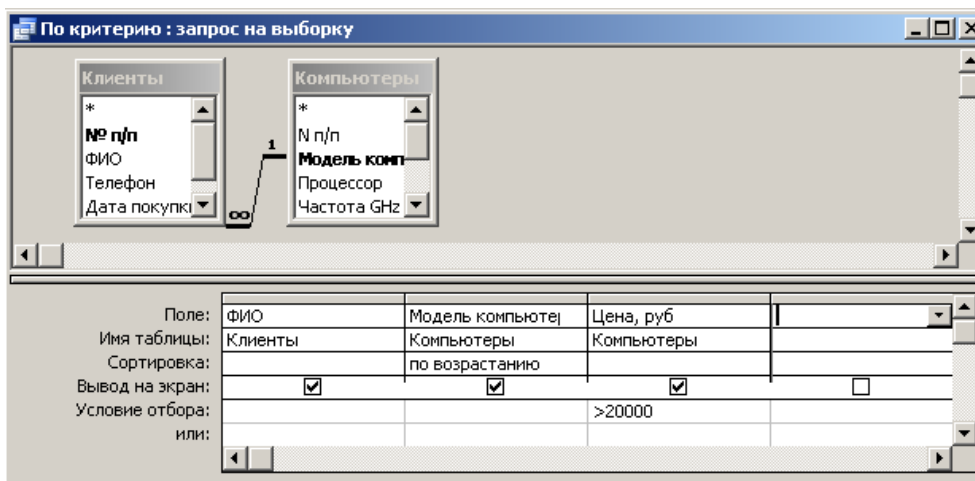 По критерию : запрос на выборку
Клиенты
*
№ п/п
ФИО
Телефон
Дата покупки
∞
1
Компьютеры
*
N п/п
Модель комп
Процессор
Частота GHz
Поле: ФИО Модель компьютер Цена, руб
Имя таблицы: Клиенты Компьютеры Компьютеры
Сортировка: по возрастанию
Вывод на экран:
Условие отбора: >20000
или: